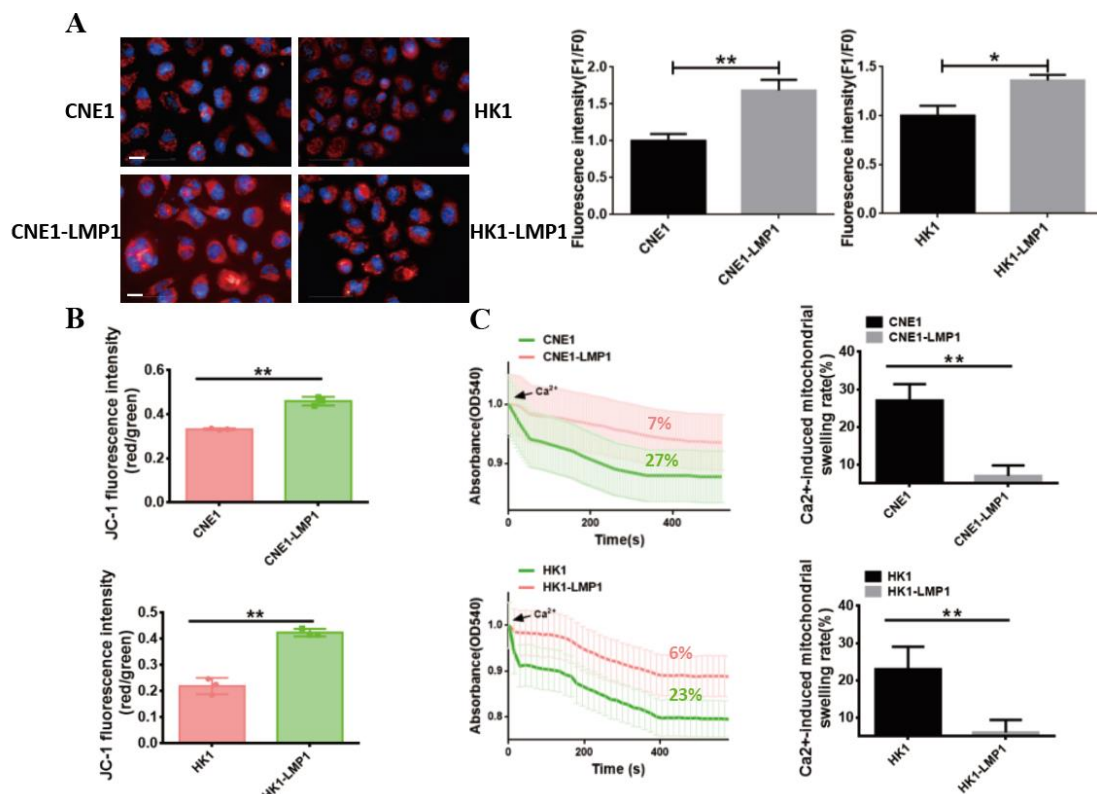 A
CNE1
HK1
CNE1-LMP1
HK1-LMP1
Fluorescence intensity(F1/F0)
2.0
1.5
1.0
0.5
0.0
**
CNE1
CNE1-LMP1
Fluorescence intensity(F1/F0)
1.5
1.0
0.5
0.0
*
HK1
HK1-LMP1
B
JC-1 fluorescence intensity
(red/green)
0.6
0.4
0.2
0.0
**
CNE1
CNE1-LMP1
JC-1 fluorescence intensity
(red/green)
0.5
0.4
0.3
0.2
0.1
0.0
**
HK1
HK1-LMP1
C
CNE1
CNE1-LMP1
Absorbance(OD540)
1.0
0.9
Ca²⁺
7%
27%
0
200
400
Time(s)
CNE1
CNE1-LMP1
Ca2+-induced mitochondrial
swelling rate(%)
40
30
20
10
**
CNE1
CNE1-LMP1
HK1
HK1-LMP1
Absorbance(OD540)
1.0
0.9
0.8
Ca²⁺
6%
23%
0
200
400
Time (s)
HK1
HK1-LMP1
Ca2+-induced mitochondrial
swelling rate(%)
40
30
20
10
**
HK1
HK1-LMP1